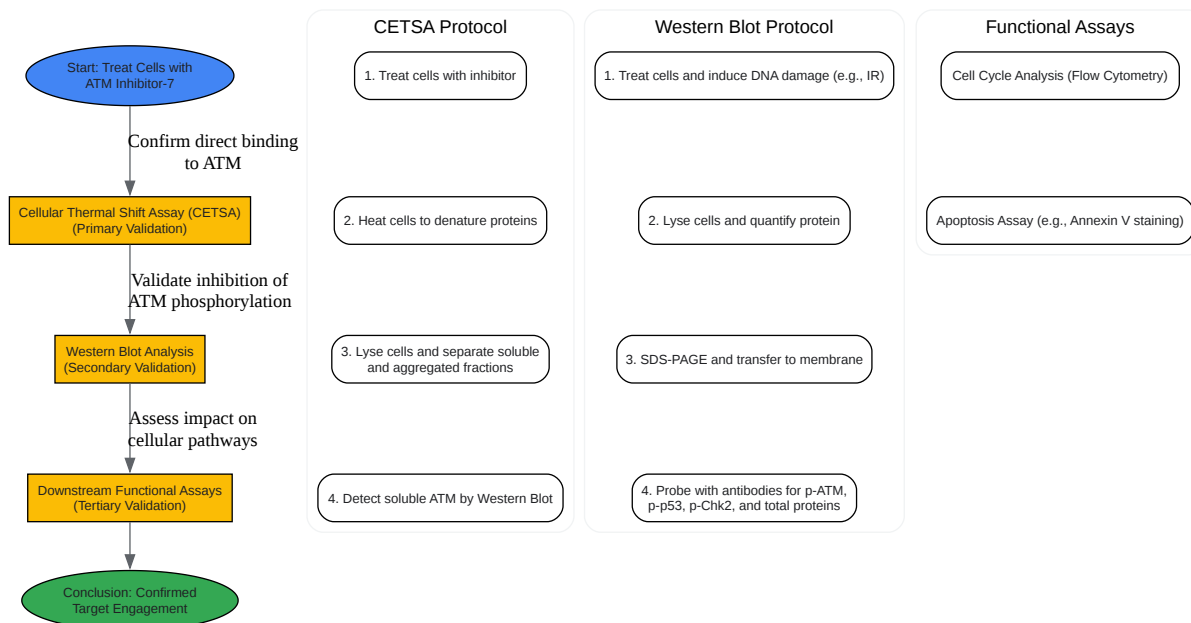 Start: Treat Cells with
ATM Inhibitor-7
Confirm direct binding
to ATM
Cellular Thermal Shift Assay (CETSA)
(Primary Validation)
Validate inhibition of
ATM phosphorylation
Western Blot Analysis
(Secondary Validation)
Assess impact on
cellular pathways
Downstream Functional Assays
(Tertiary Validation)
Conclusion: Confirmed
Target Engagement
CETSA Protocol
1. Treat cells with inhibitor
2. Heat cells to denature proteins
3. Lyse cells and separate soluble
and aggregated fractions
4. Detect soluble ATM by Western Blot
Western Blot Protocol
1. Treat cells and induce DNA damage (e.g., IR)
2. Lyse cells and quantify protein
3. SDS-PAGE and transfer to membrane
4. Probe with antibodies for p-ATM,
p-p53, p-Chk2, and total proteins
Functional Assays
Cell Cycle Analysis (Flow Cytometry)
Apoptosis Assay (e.g., Annexin V staining)